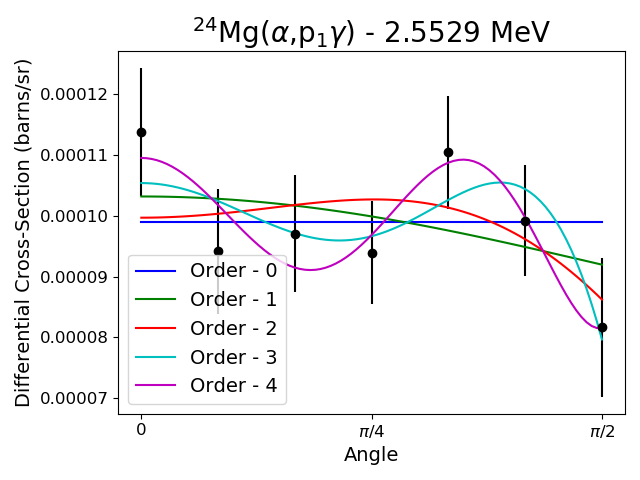 ²⁴Mg(α,p₁γ) - 2.5529 MeV
Differential Cross-Section (barns/sr)
0.00012
0.00011
0.00010
0.00009
0.00008
0.00007
Order - 0
Order - 1
Order - 2
Order - 3
Order - 4
0 π/4 π/2
Angle